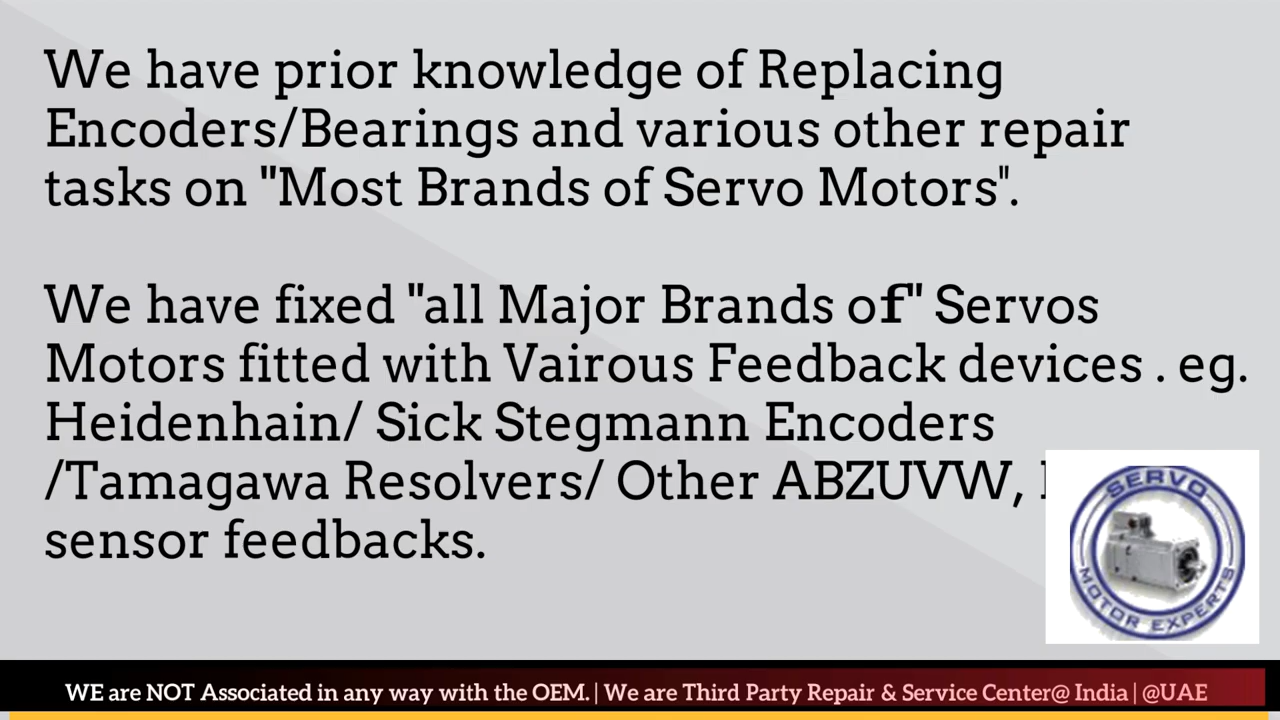 We have prior knowledge of Replacing
Encoders/Bearings and various other repair
tasks on "Most Brands of Servo Motors".
We have fixed "all Major Brands of" Servos
Motors fitted with Vairous Feedback devices . eg.
Heidenhain/ Sick Stegmann Encoders
/Tamagawa Resolvers/ Other ABZUVW,
sensor feedbacks.
SERVO
MOTOR EXPERTS
WE are NOT Associated in any way with the OEM. | We are Third Party Repair & Service Center@ India | @UAE